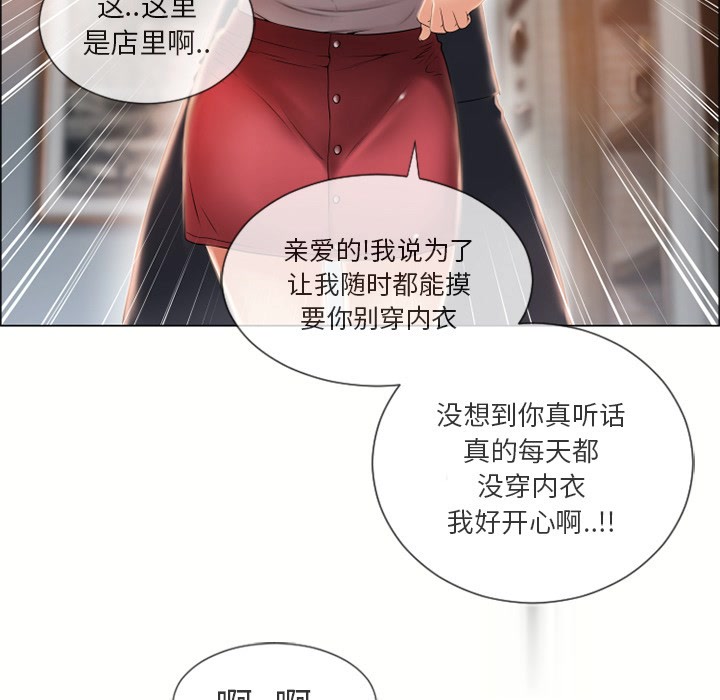 这..这里
是店里啊..
亲爱的!我说为了
让我随时都能摸
要你别穿内衣
没想到你真听话
真的每天都
没穿内衣
我好开心啊..!!
啊..啊..